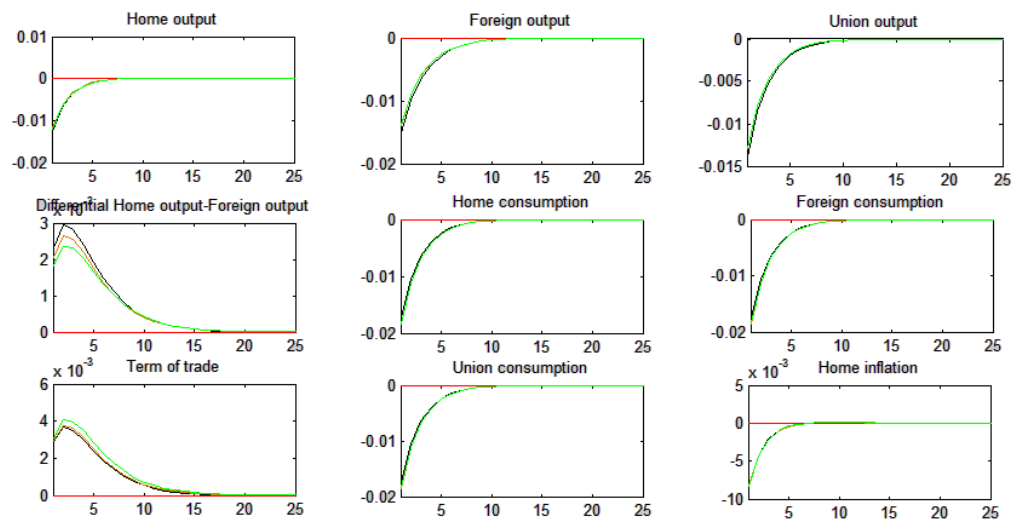 Home output
0.01
0
-0.01
-0.02
5 10 15 20 25
Foreign output
0
-0.01
-0.02
5 10 15 20 25
Union output
0
-0.005
-0.01
-0.015
5 10 15 20 25
Differential Home output-Foreign output
x 10⁻³
3
2
1
0
5 10 15 20 25
Home consumption
0
-0.01
-0.02
5 10 15 20 25
Foreign consumption
0
-0.01
-0.02
5 10 15 20 25
Term of trade
x 10⁻³
6
4
2
0
5 10 15 20 25
Union consumption
0
-0.01
-0.02
5 10 15 20 25
Home inflation
x 10⁻³
5
0
-5
-10
5 10 15 20 25